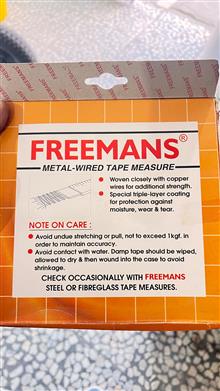 FREEMANS®
METAL-WIRED TAPE MEASURE
● Woven closely with copper
wires for additional strength.
● Special triple-layer coating
for protection against
moisture, wear & tear.
NOTE ON CARE :
● Avoid undue stretching or pull, not to exceed 1kgf. in
order to maintain accuracy.
● Avoid contact with water. Damp tape should be wiped,
allowed to dry & then wound into the case to avoid
shrinkage.
CHECK OCCASIONALLY WITH FREEMANS
STEEL OR FIBREGLASS TAPE MEASURES.